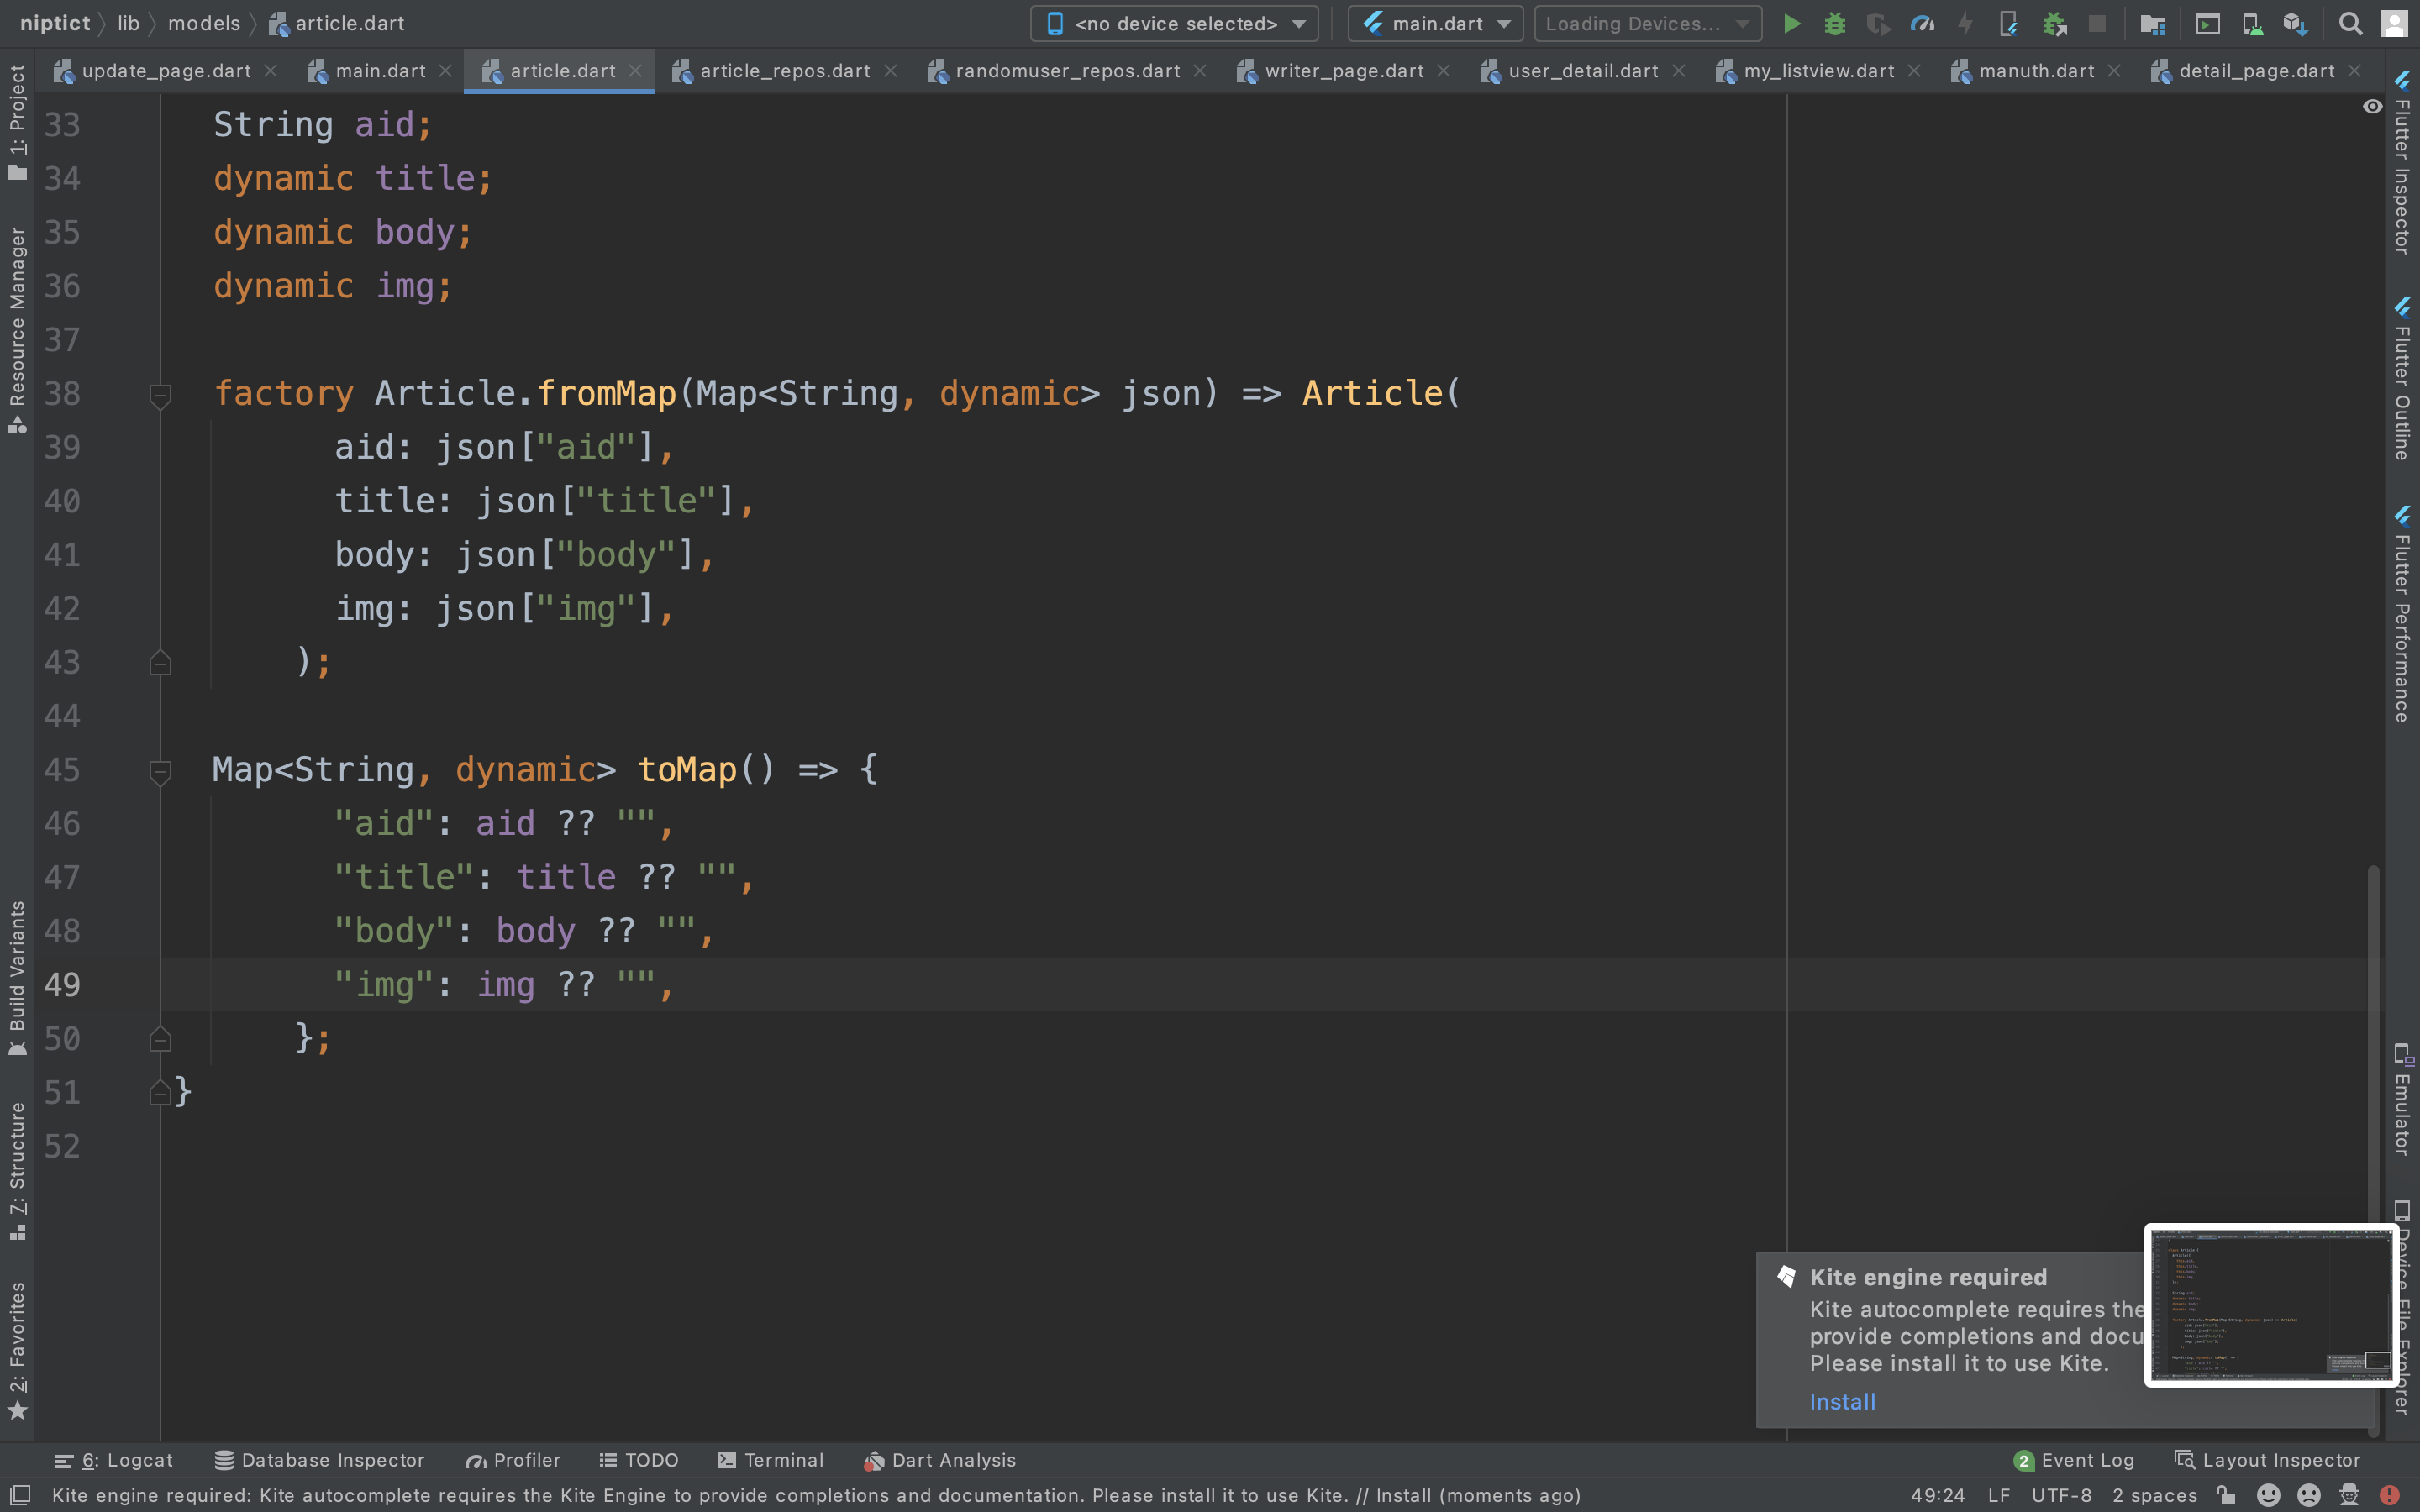 niptict lib models article.dart
<no device selected> main.dart Loading Devices...
update_page.dart main.dart article.dart article_repos.dart randomuser_repos.dart writer_page.dart user_detail.dart my_listview.dart manuth.dart detail_page.dart
1: Project
Resource Manager
Build Variants
7: Structure
2: Favorites
33 String aid;
34 dynamic title;
35 dynamic body;
36 dynamic img;
37
38 factory Article.fromMap(Map<String, dynamic> json) => Article(
39 aid: json["aid"],
40 title: json["title"],
41 body: json["body"],
42 img: json["img"],
43 );
44
45 Map<String, dynamic> toMap() => {
46 "aid": aid ?? "",
47 "title": title ?? "",
48 "body": body ?? "",
49 "img": img ?? "",
50 };
51 }
52
Flutter Inspector
Flutter Outline
Flutter Performance
Emulator
Device File Explorer
Kite engine required
Kite autocomplete requires the
provide completions and docu
Please install it to use Kite.
Install
6: Logcat Database Inspector Profiler TODO Terminal Dart Analysis 2 Event Log Layout Inspector
Kite engine required: Kite autocomplete requires the Kite Engine to provide completions and documentation. Please install it to use Kite. // Install (moments ago) 49:24 LF UTF-8 2 spaces